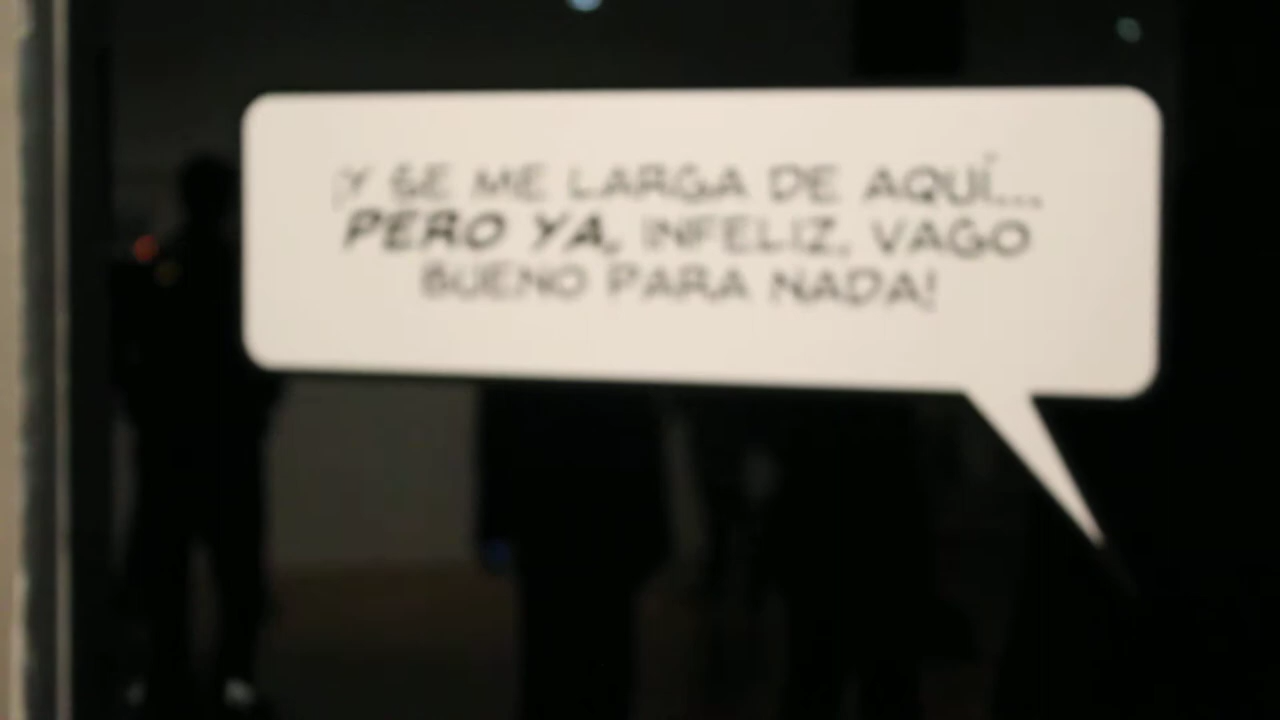 ¡Y SE ME LARGA DE AQUÍ...
PERO YA, INFELIZ, VAGO
BUENO PARA NADA!